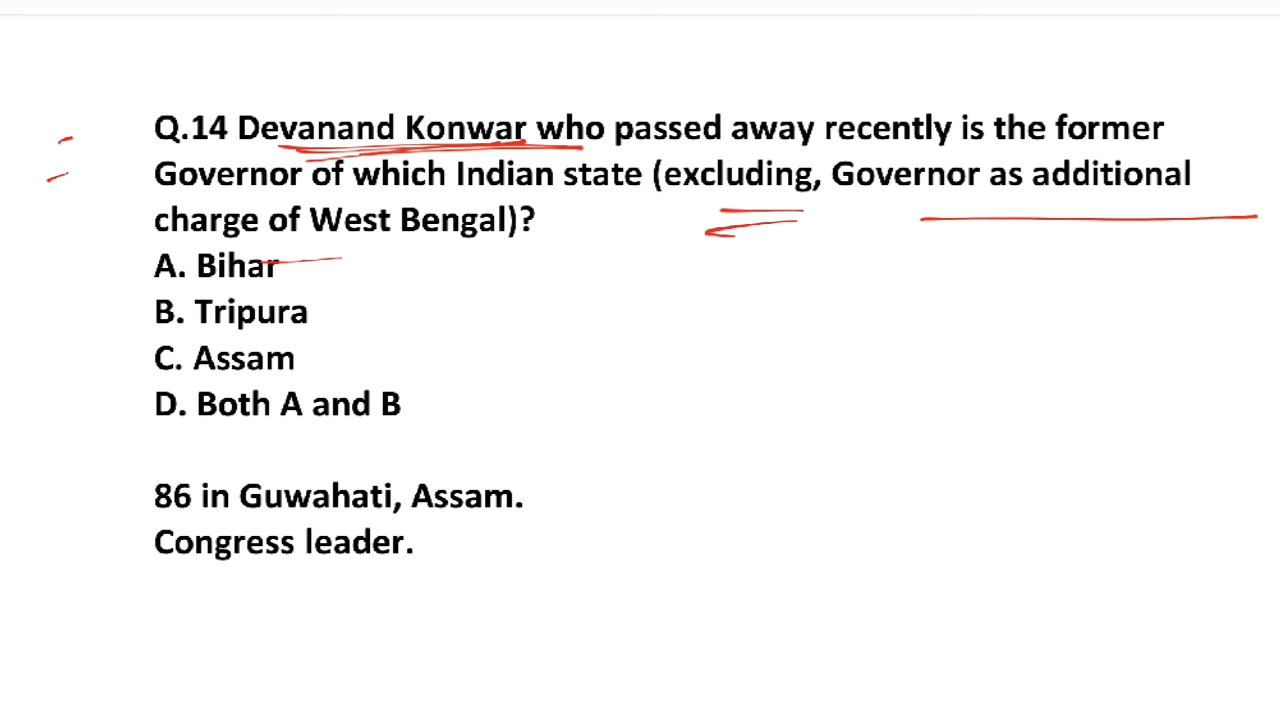 Q.14 Devanand Konwar who passed away recently is the former
Governor of which Indian state (excluding, Governor as additional
charge of West Bengal)?
A. Bihar
B. Tripura
C. Assam
D. Both A and B
86 in Guwahati, Assam.
Congress leader.